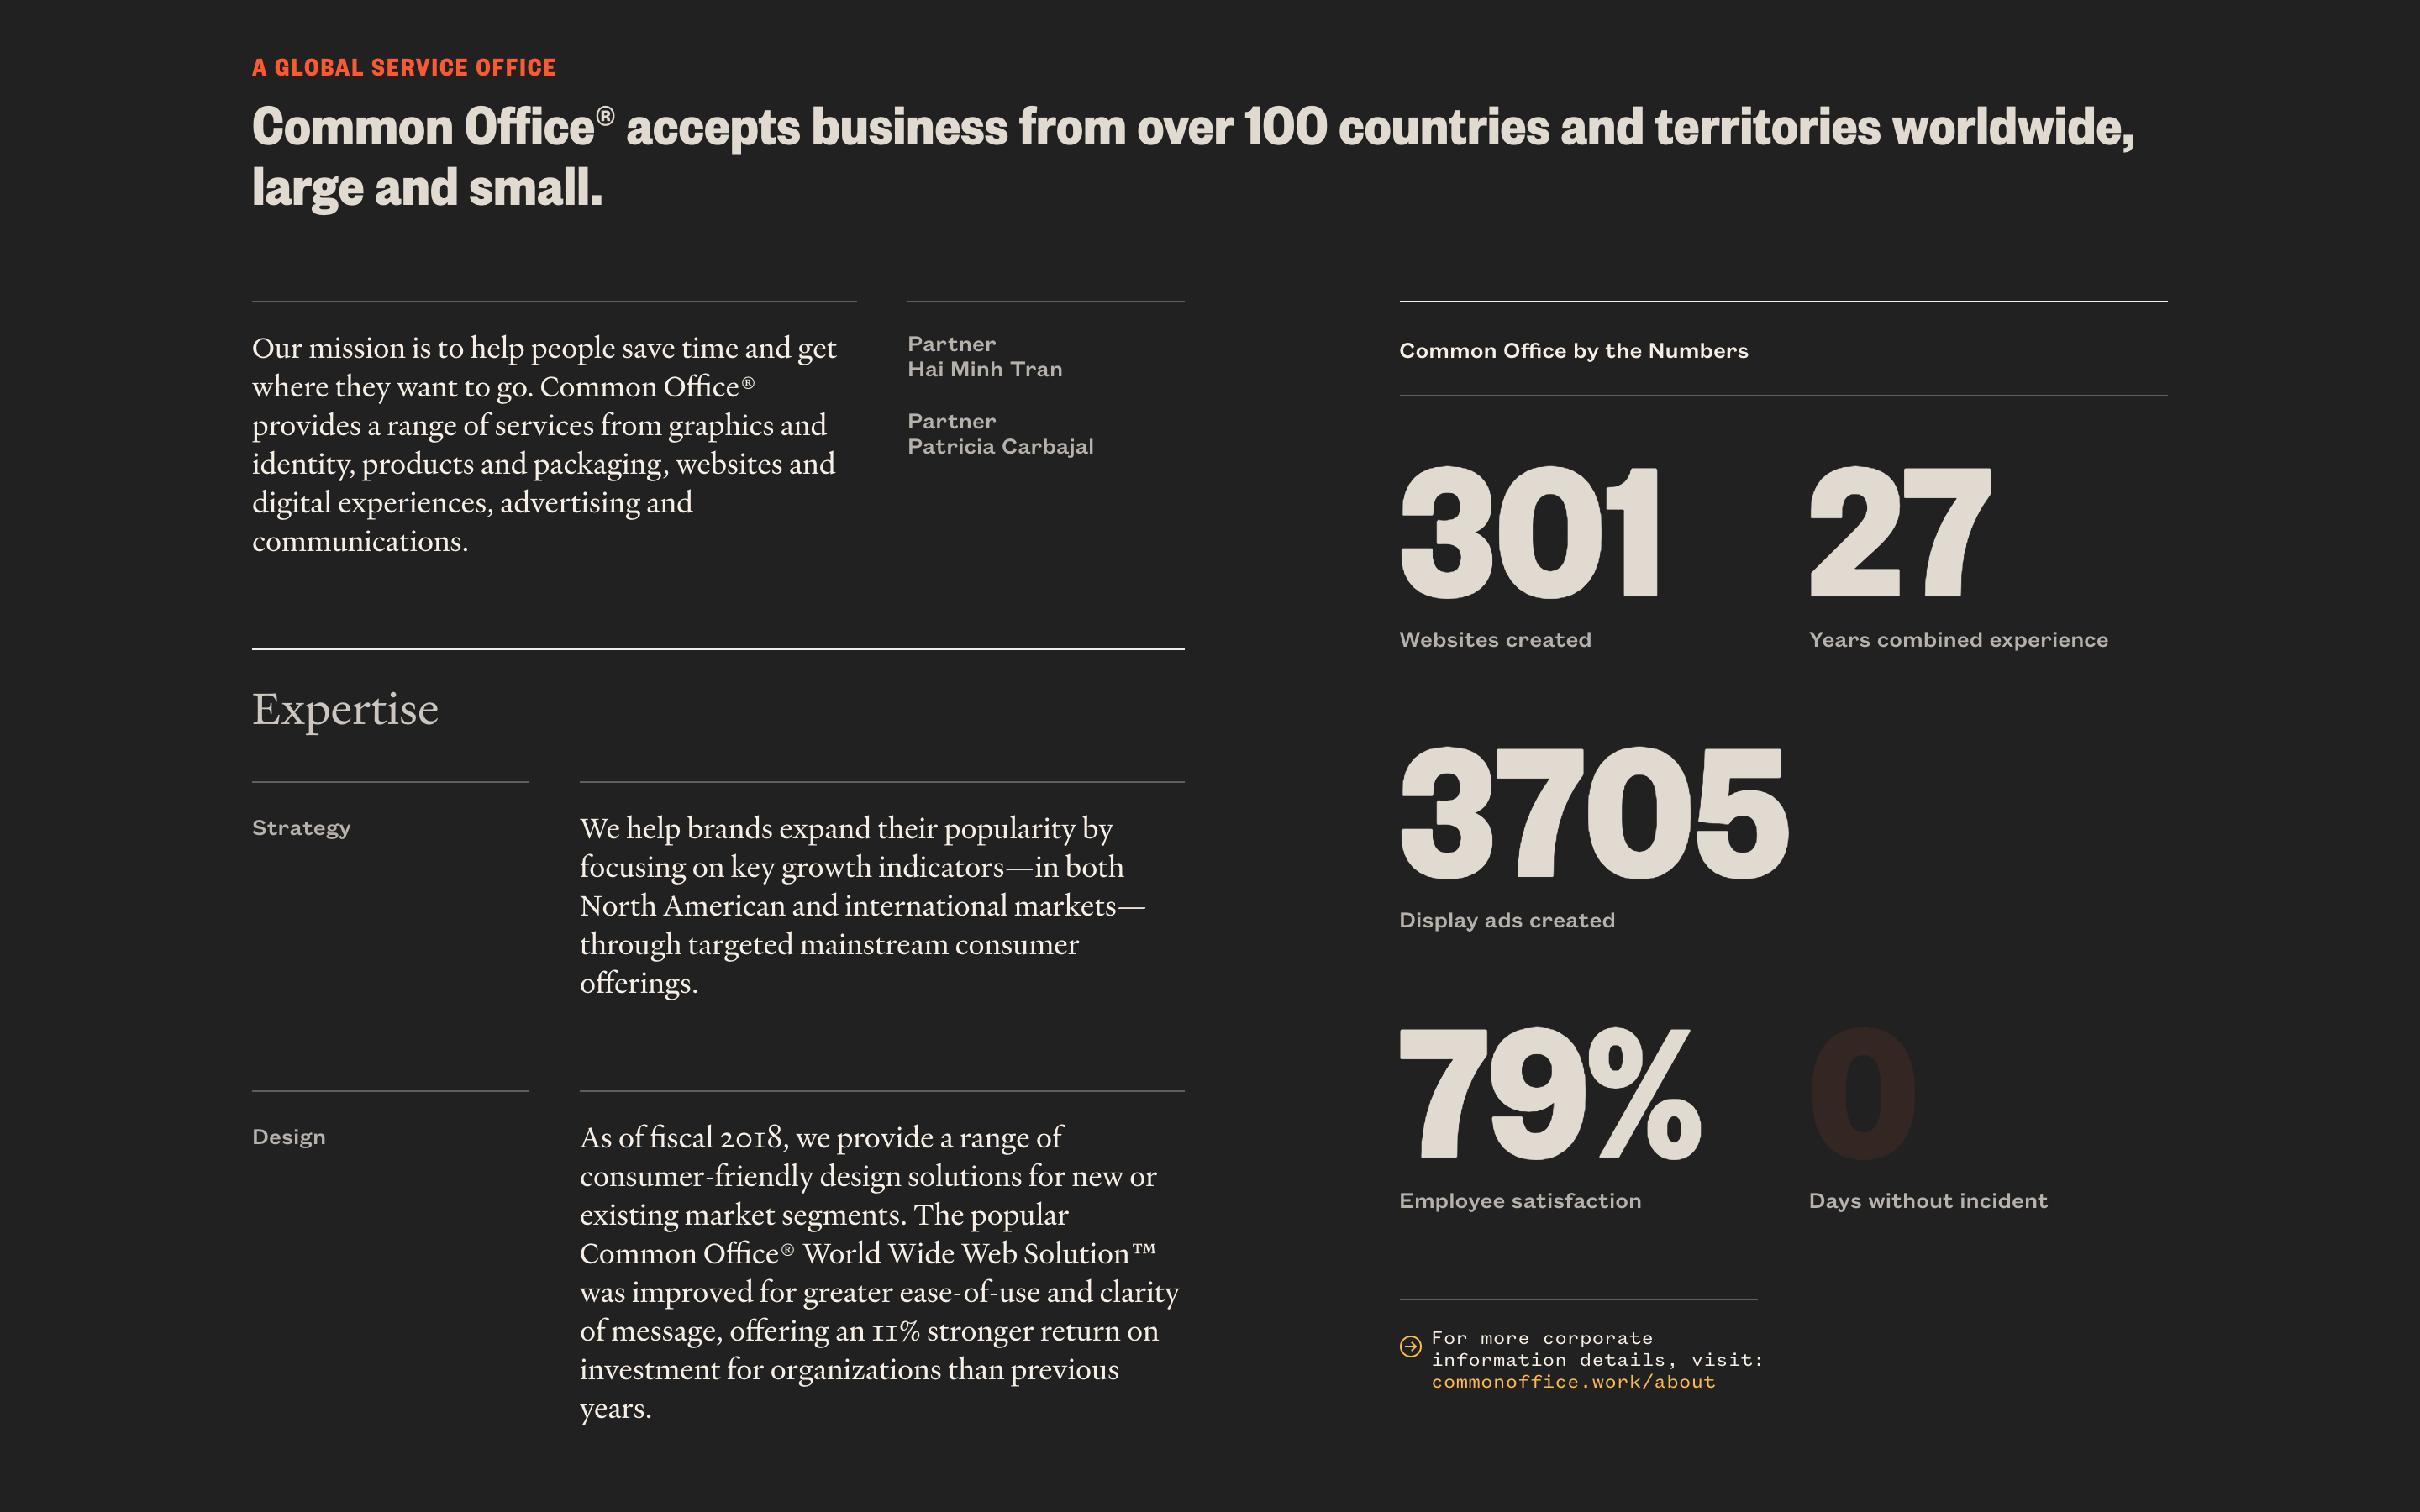 A GLOBAL SERVICE OFFICE
Common Office® accepts business from over 100 countries and territories worldwide,
large and small.
Our mission is to help people save time and get
where they want to go. Common Office®
provides a range of services from graphics and
identity, products and packaging, websites and
digital experiences, advertising and
communications.
Partner
Hai Minh Tran
Partner
Patricia Carbajal
Expertise
Strategy
We help brands expand their popularity by
focusing on key growth indicators—in both
North American and international markets—
through targeted mainstream consumer
offerings.
Design
As of fiscal 2018, we provide a range of
consumer-friendly design solutions for new or
existing market segments. The popular
Common Office® World Wide Web Solution™
was improved for greater ease-of-use and clarity
of message, offering an 11% stronger return on
investment for organizations than previous
years.
Common Office by the Numbers
301
Websites created
27
Years combined experience
3705
Display ads created
79%
Employee satisfaction
0
Days without incident
For more corporate
information details, visit:
commonoffice.work/about